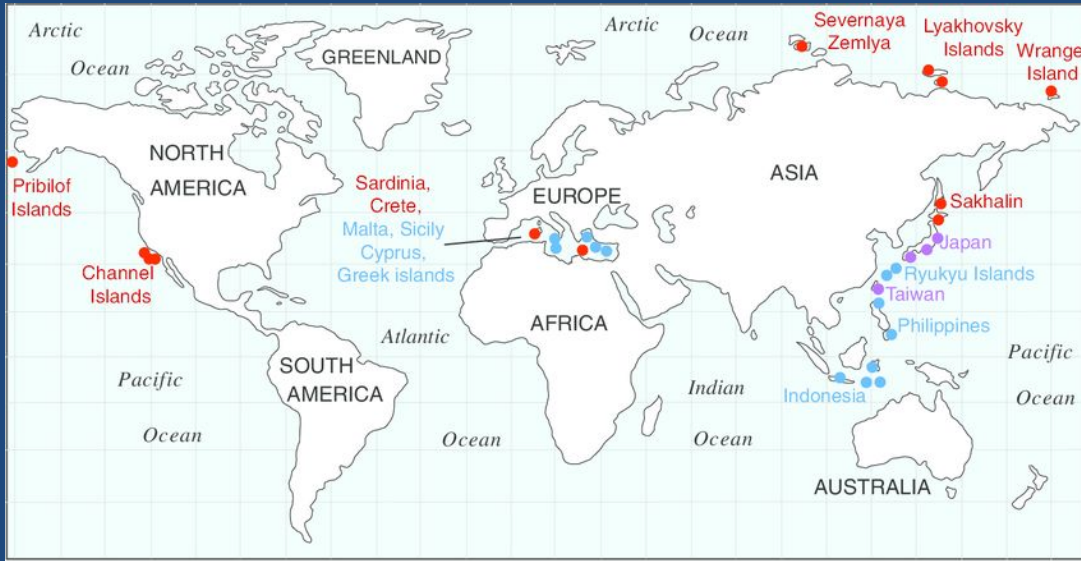 Arctic
Ocean
GREENLAND
Arctic
Ocean
Severnaya
Zemlya
Lyakhovsky
Islands
Wrange
Island
NORTH
AMERICA
Pribilof
Islands
Channel
Islands
Sardinia,
Crete,
Malta, Sicily
Cyprus,
Greek islands
EUROPE
ASIA
Sakhalin
Japan
Ryukyu Islands
Taiwan
Philippines
Atlantic
AFRICA
SOUTH
AMERICA
Pacific
Ocean
Ocean
Indian
Ocean
Indonesia
Pacific
Ocean
AUSTRALIA